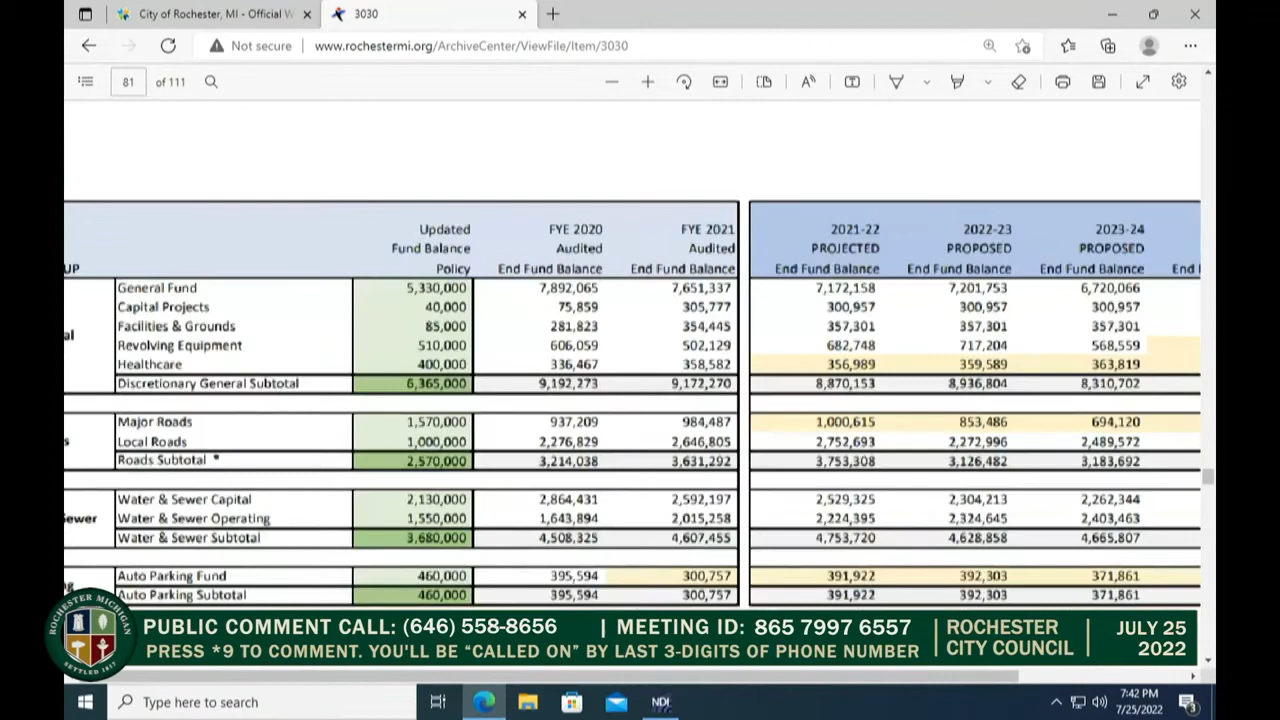 City of Rochester, MI - Official W
3030
Not secure www.rochestermi.org/ArchiveCenter/ViewFile/Item/3030
81 of 111
Updated FYE 2020 FYE 2021 2021-22 2022-23 2023-24
Fund Balance Audited Audited PROJECTED PROPOSED PROPOSED
UP Policy End Fund Balance End Fund Balance End Fund Balance End Fund Balance End Fund Balance End
General Fund 5,330,000 7,892,065 7,651,337 7,172,158 7,201,753 6,720,066
Capital Projects 40,000 75,859 305,777 300,957 300,957 300,957
al Facilities & Grounds 85,000 281,823 354,445 357,301 357,301 357,301
Revolving Equipment 510,000 606,059 502,129 682,748 717,204 568,559
Healthcare 400,000 336,467 358,582 356,989 359,589 363,819
Discretionary General Subtotal 6,365,000 9,192,273 9,172,270 8,870,153 8,936,804 8,310,702
Major Roads 1,570,000 937,209 984,487 1,000,615 853,486 694,120
s Local Roads 1,000,000 2,276,829 2,646,805 2,752,693 2,272,996 2,489,572
Roads Subtotal * 2,570,000 3,214,038 3,631,292 3,753,308 3,126,482 3,183,692
Water & Sewer Capital 2,130,000 2,864,431 2,592,197 2,529,325 2,304,213 2,262,344
ewer Water & Sewer Operating 1,550,000 1,643,894 2,015,258 2,224,395 2,324,645 2,403,463
Water & Sewer Subtotal 3,680,000 4,508,325 4,607,455 4,753,720 4,628,858 4,665,807
ng Auto Parking Fund 460,000 395,594 300,757 391,922 392,303 371,861
Auto Parking Subtotal 460,000 395,594 300,757 391,922 392,303 371,861
ROCHESTER MICHIGAN
SETTLED 1817
PUBLIC COMMENT CALL: (646) 558-8656 | MEETING ID: 865 7997 6557
PRESS *9 TO COMMENT. YOU'LL BE “CALLED ON” BY LAST 3-DIGITS OF PHONE NUMBER
ROCHESTER
CITY COUNCIL
JULY 25
2022
Type here to search
NDI
7:42 PM
7/25/2022
3